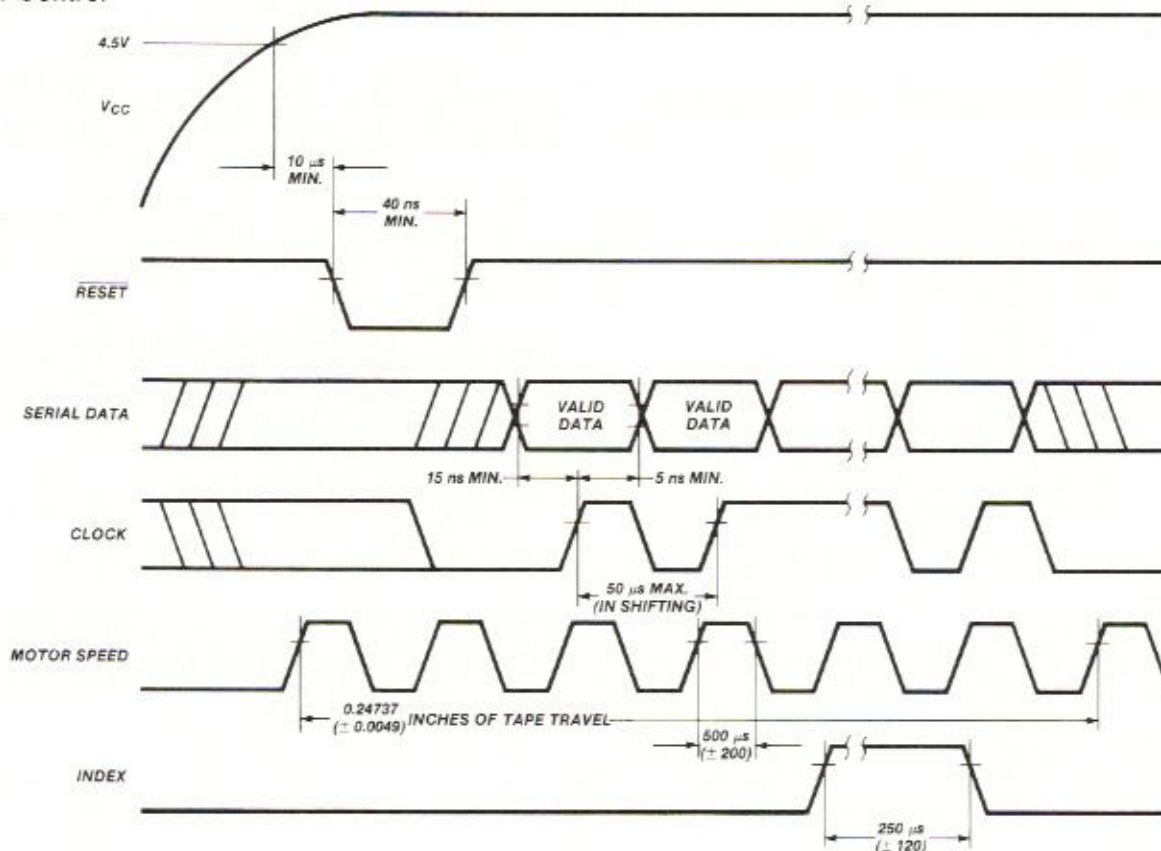 4.5V
VCC
10 µs
MIN.
40 ns
MIN.
RESET
SERIAL DATA
VALID
DATA
VALID
DATA
15 ns MIN.
5 ns MIN.
CLOCK
50 µs MAX.
(IN SHIFTING)
MOTOR SPEED
0.24737
(± 0.0049)
INCHES OF TAPE TRAVEL
500 µs
(± 200)
INDEX
250 µs
(± 120)